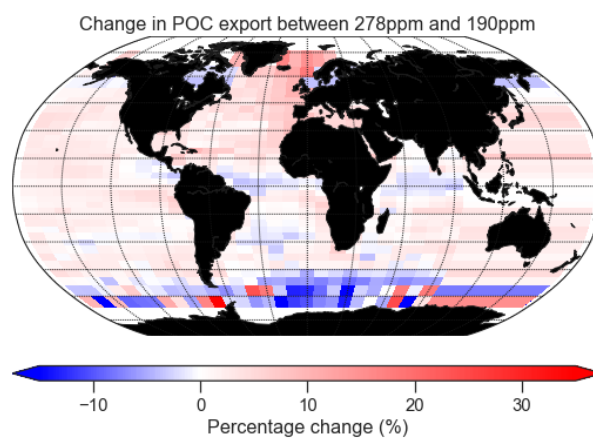 Change in POC export between 278ppm and 190ppm
−10 0 10 20 30
Percentage change (%)